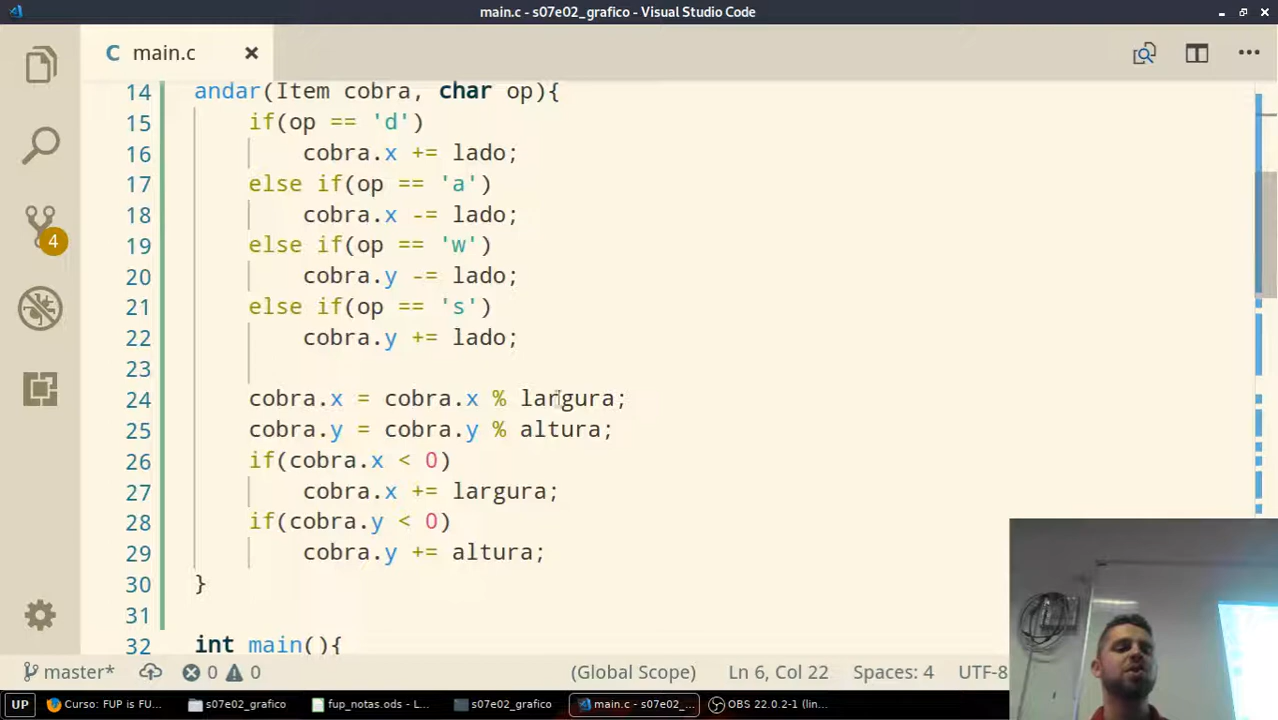 main.c - s07e02_grafico - Visual Studio Code
C main.c
14 andar(Item cobra, char op){
15 if(op == 'd')
16 cobra.x += lado;
17 else if(op == 'a')
18 cobra.x -= lado;
19 else if(op == 'w')
20 cobra.y -= lado;
21 else if(op == 's')
22 cobra.y += lado;
23
24 cobra.x = cobra.x % largura;
25 cobra.y = cobra.y % altura;
26 if(cobra.x < 0)
27 cobra.x += largura;
28 if(cobra.y < 0)
29 cobra.y += altura;
30 }
31
32 int main(){
4
master* 0 0 (Global Scope) Ln 6, Col 22 Spaces: 4 UTF-8
UP Curso: FUP is FU... s07e02_grafico fup_notas.ods - L... s07e02_grafico main.c - s07e02_... OBS 22.0.2-1 (lin...